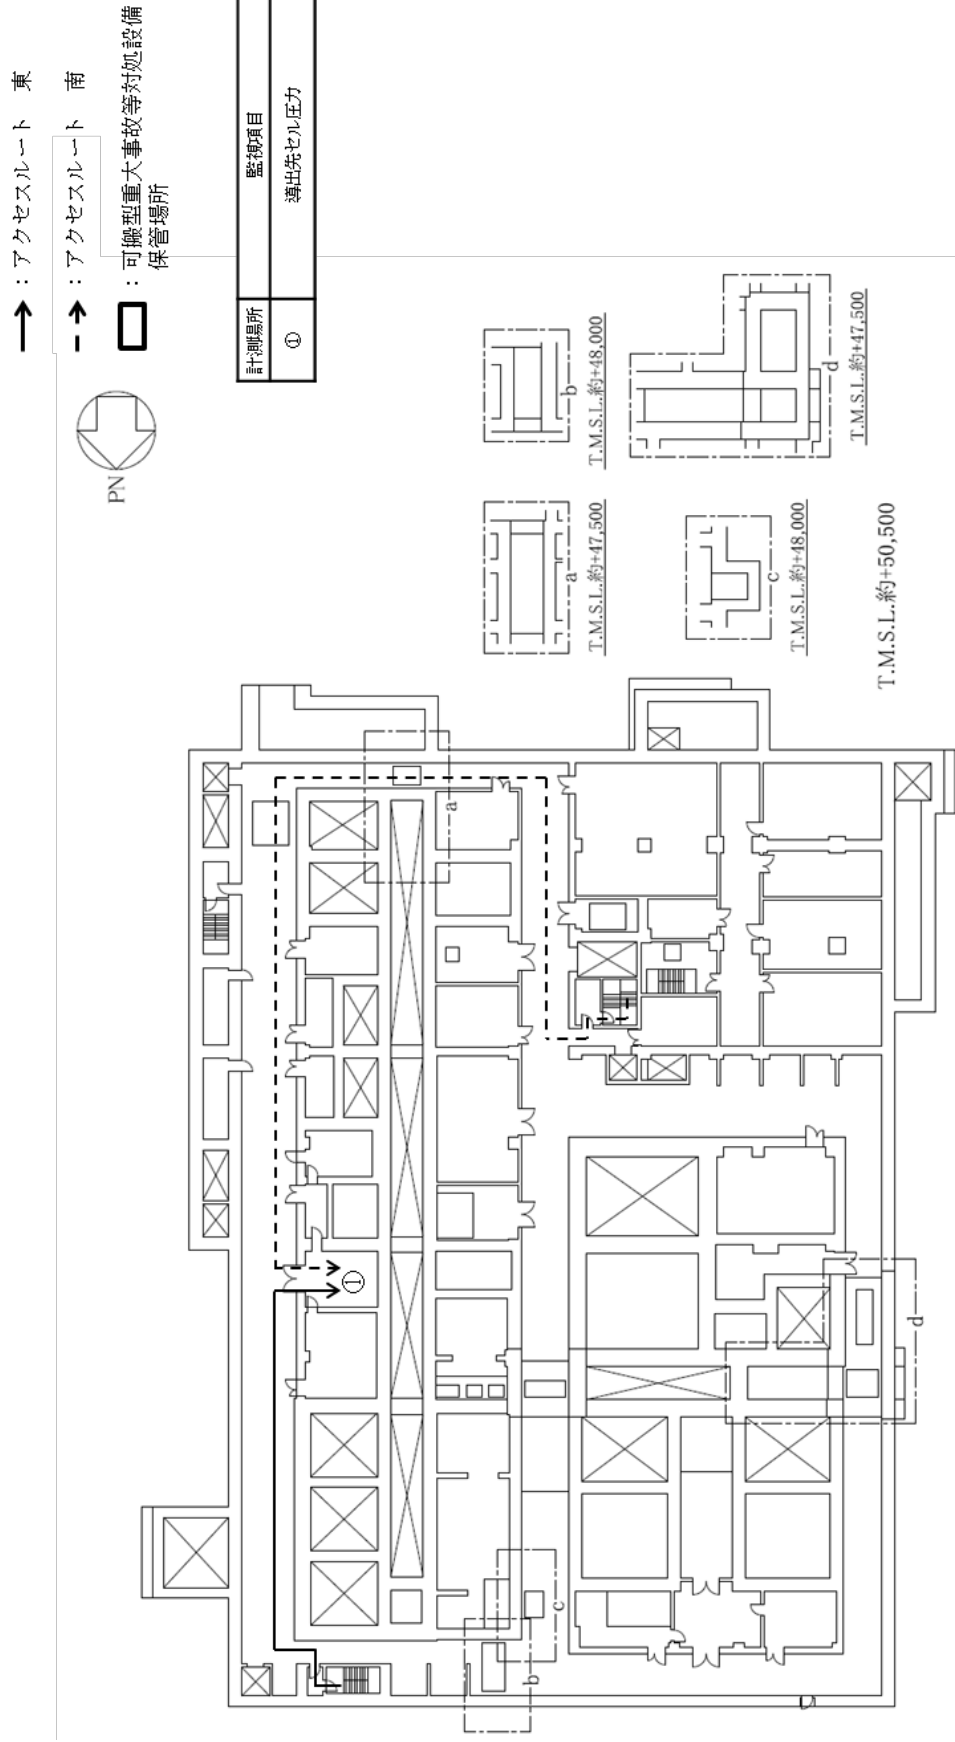 ：アクセスルート　東
：アクセスルート　南
：可搬型重大事故等対処設備
保管場所
計測場所 監視項目
① 導出先セル圧力
PN
a
T.M.S.L.約+47,500
b
T.M.S.L.約+48,000
c
T.M.S.L.約+48,000
d
T.M.S.L.約+47,500
T.M.S.L.約+50,500
①
a
b
c
d